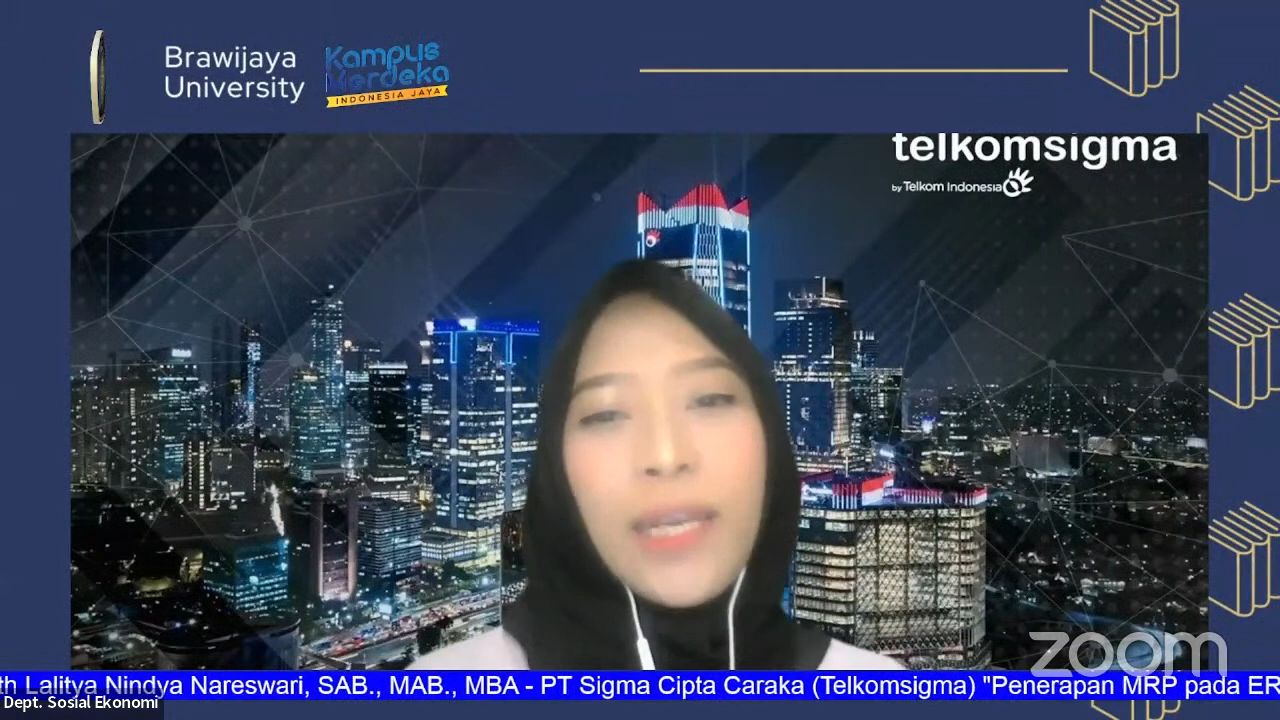 Brawijaya
University
Kampus
Merdeka
INDONESIA JAYA
telkomsigma
by Telkom Indonesia
zoom
th Lalitya Nindya Nareswari, SAB., MAB., MBA - PT Sigma Cipta Caraka (Telkomsigma) "Penerapan MRP pada ER
Dept. Sosial Ekonomi